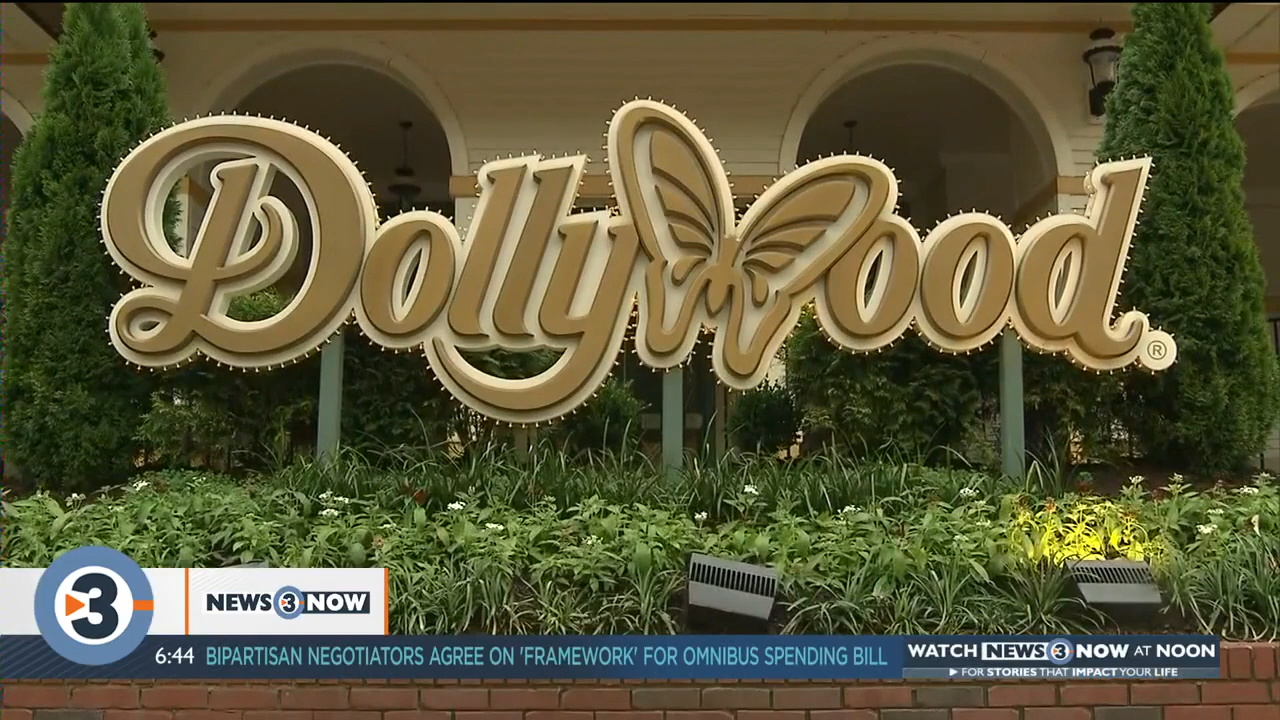 Dollywood®
3
NEWS 3 NOW
6:44 BIPARTISAN NEGOTIATORS AGREE ON 'FRAMEWORK' FOR OMNIBUS SPENDING BILL
WATCH NEWS 3 NOW AT NOON
FOR STORIES THAT IMPACT YOUR LIFE